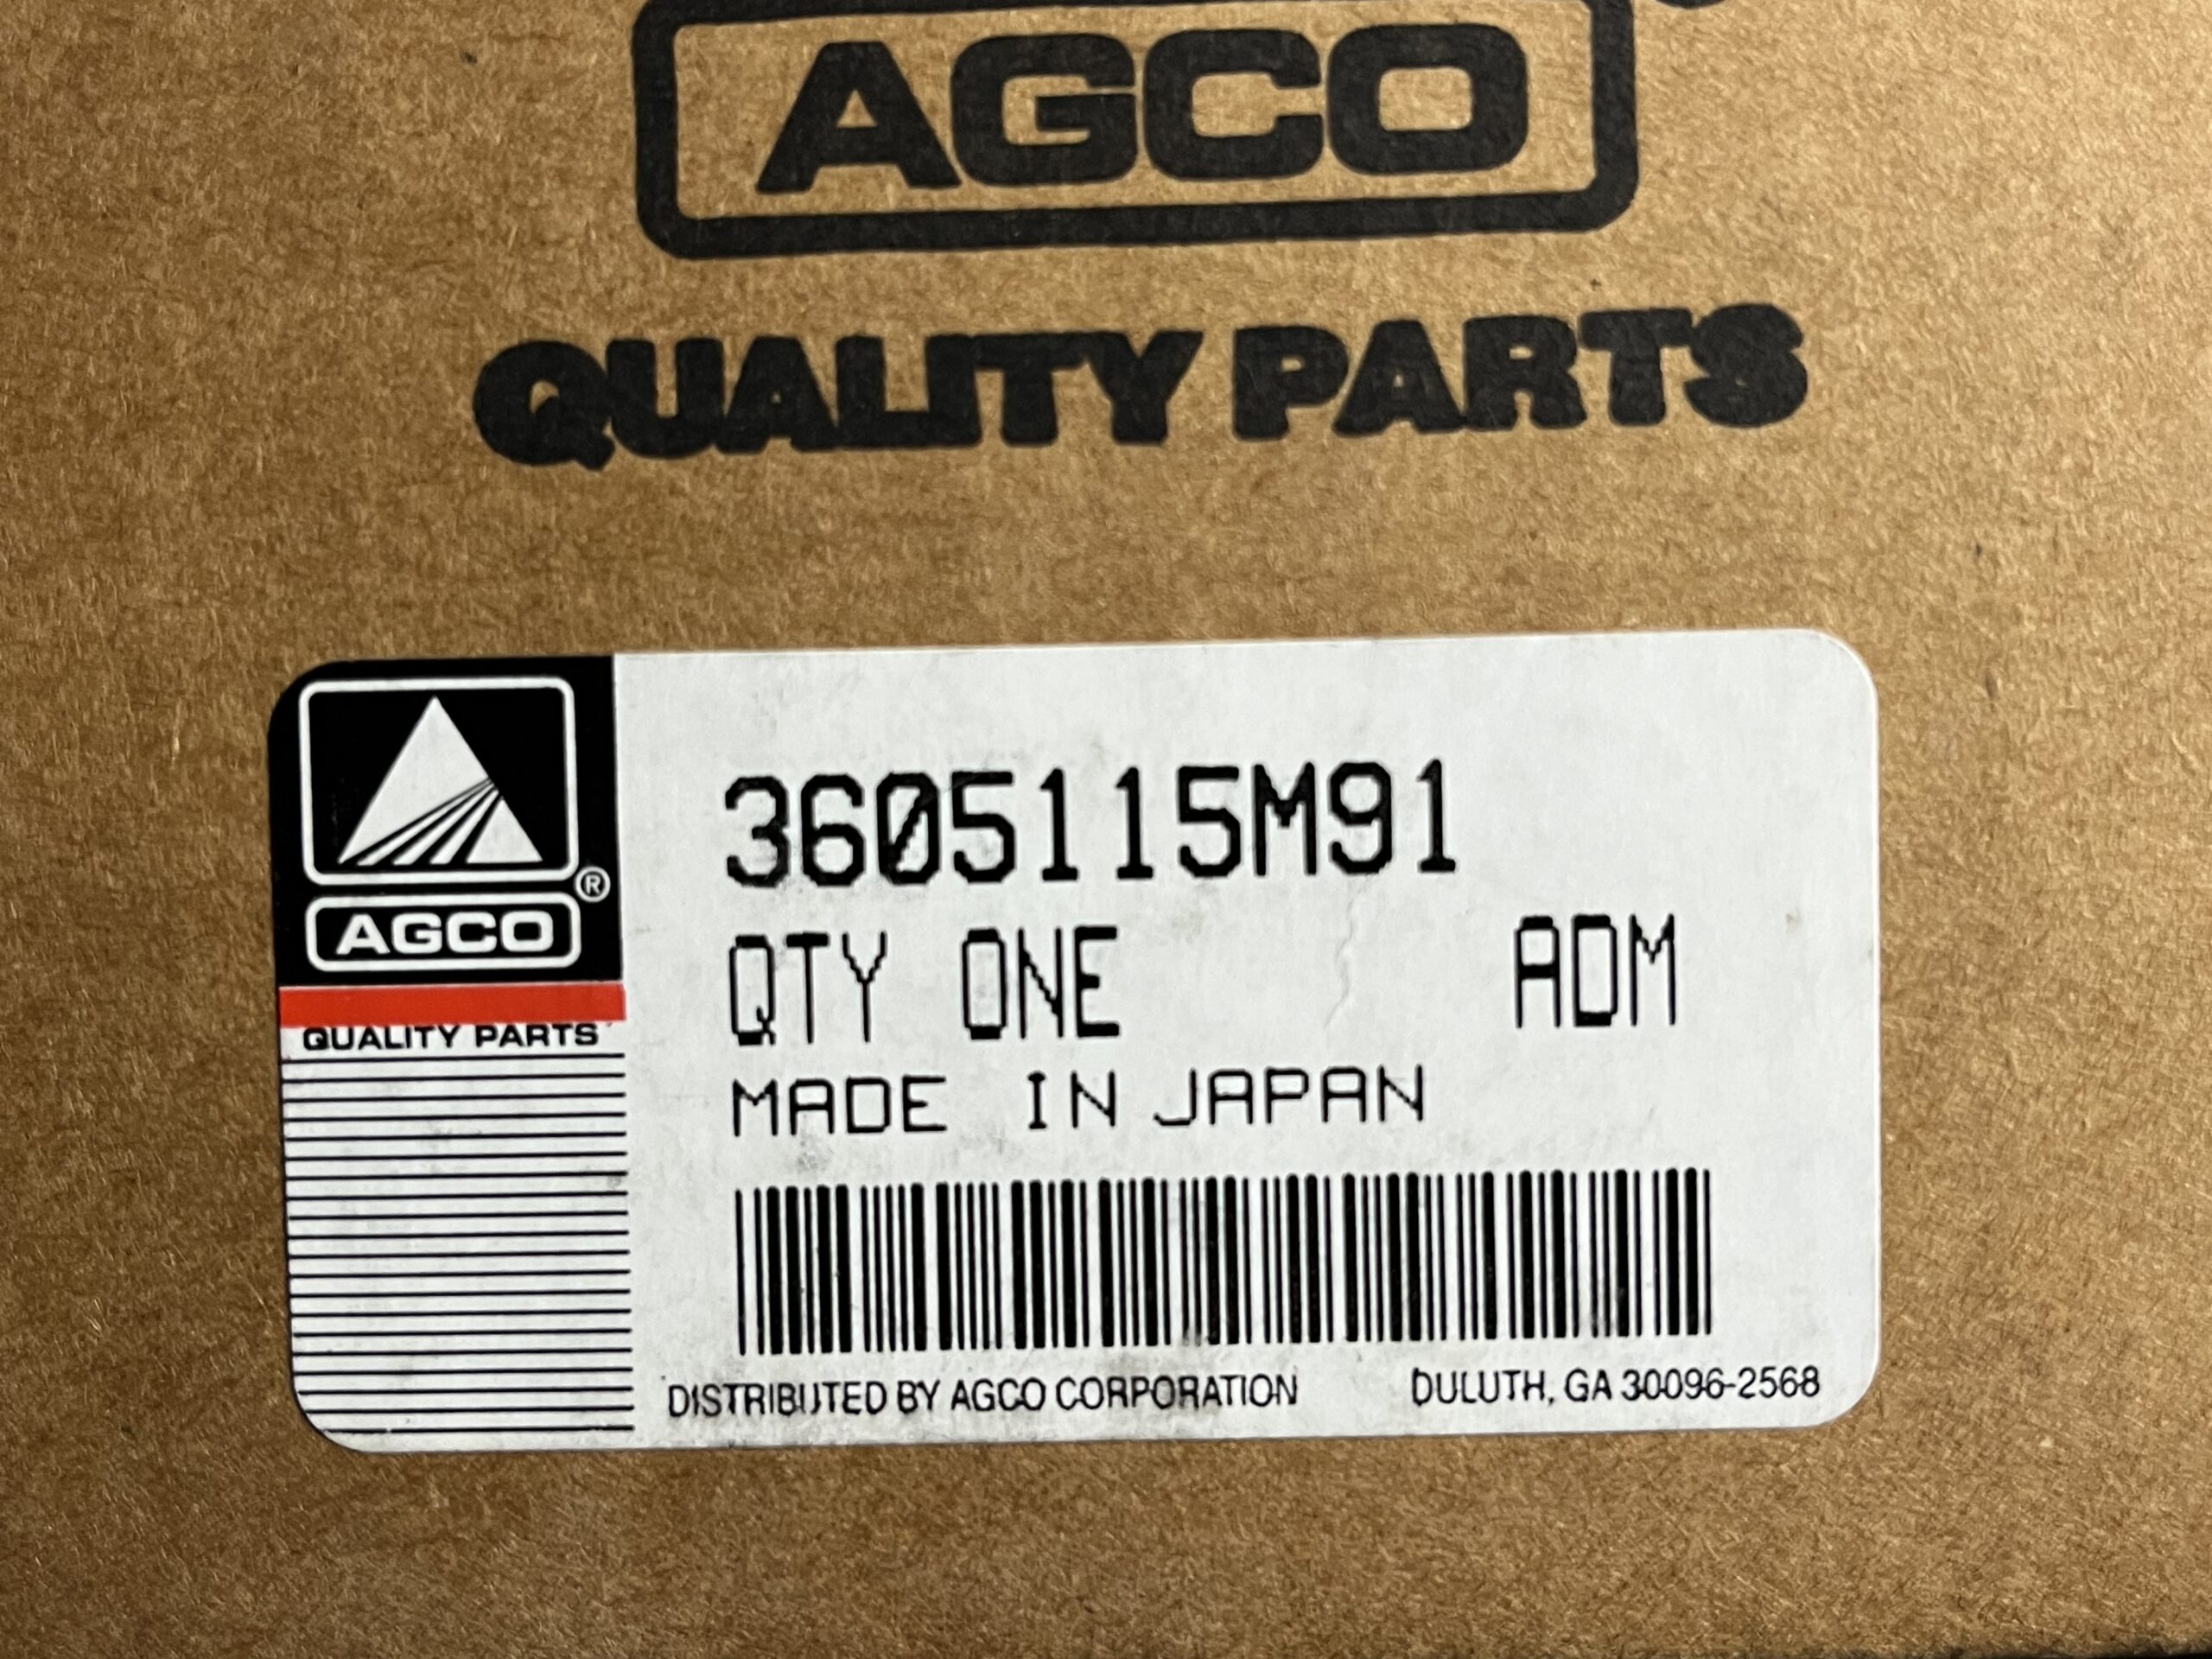 AGCO
QUALITY PARTS
3605115M91
QTY ONE ADM
MADE IN JAPAN
AGCO®
QUALITY PARTS
DISTRIBUTED BY AGCO CORPORATION DULUTH, GA 30096-2568